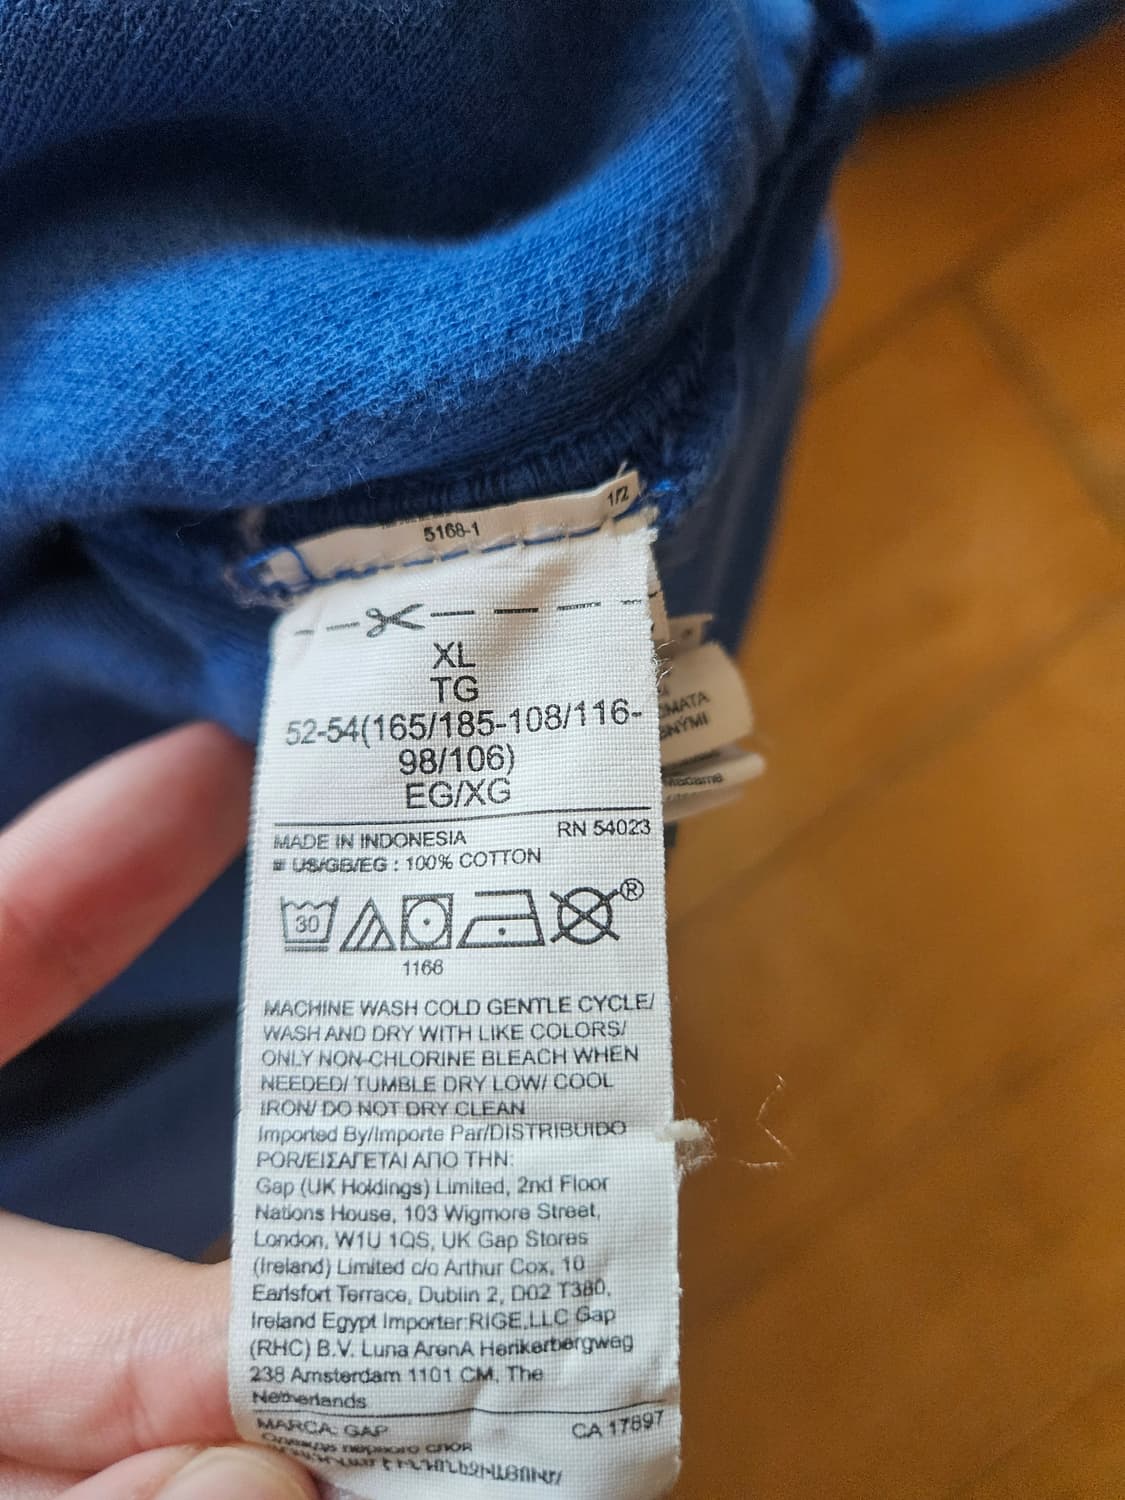 1/2
5168-1
XL
TG
52-54(165/185-108/116-
98/106)
EG/XG
MADE IN INDONESIA RN 54023
US/GB/EG : 100% COTTON
30 ®
1166
MACHINE WASH COLD GENTLE CYCLE/
WASH AND DRY WITH LIKE COLORS/
ONLY NON-CHLORINE BLEACH WHEN
NEEDED/ TUMBLE DRY LOW/ COOL
IRON/ DO NOT DRY CLEAN
Imported By/Importe Par/DISTRIBUIDO
POR/ΕΙΣΑΓΕΤΑΙ ΑΠΟ ΤΗΝ:
Gap (UK Holdings) Limited, 2nd Floor
Nations House, 103 Wigmore Street,
London, W1U 1QS, UK Gap Stores
(Ireland) Limited c/o Arthur Cox, 10
Earlsfort Terrace, Dublin 2, D02 T380,
Ireland Egypt Importer:RIGE,LLC Gap
(RHC) B.V. Luna ArenA Herikerbergweg
238 Amsterdam 1101 CM, The
Netherlands
MARCA: GAP CA 17897
Одежда первого слоя